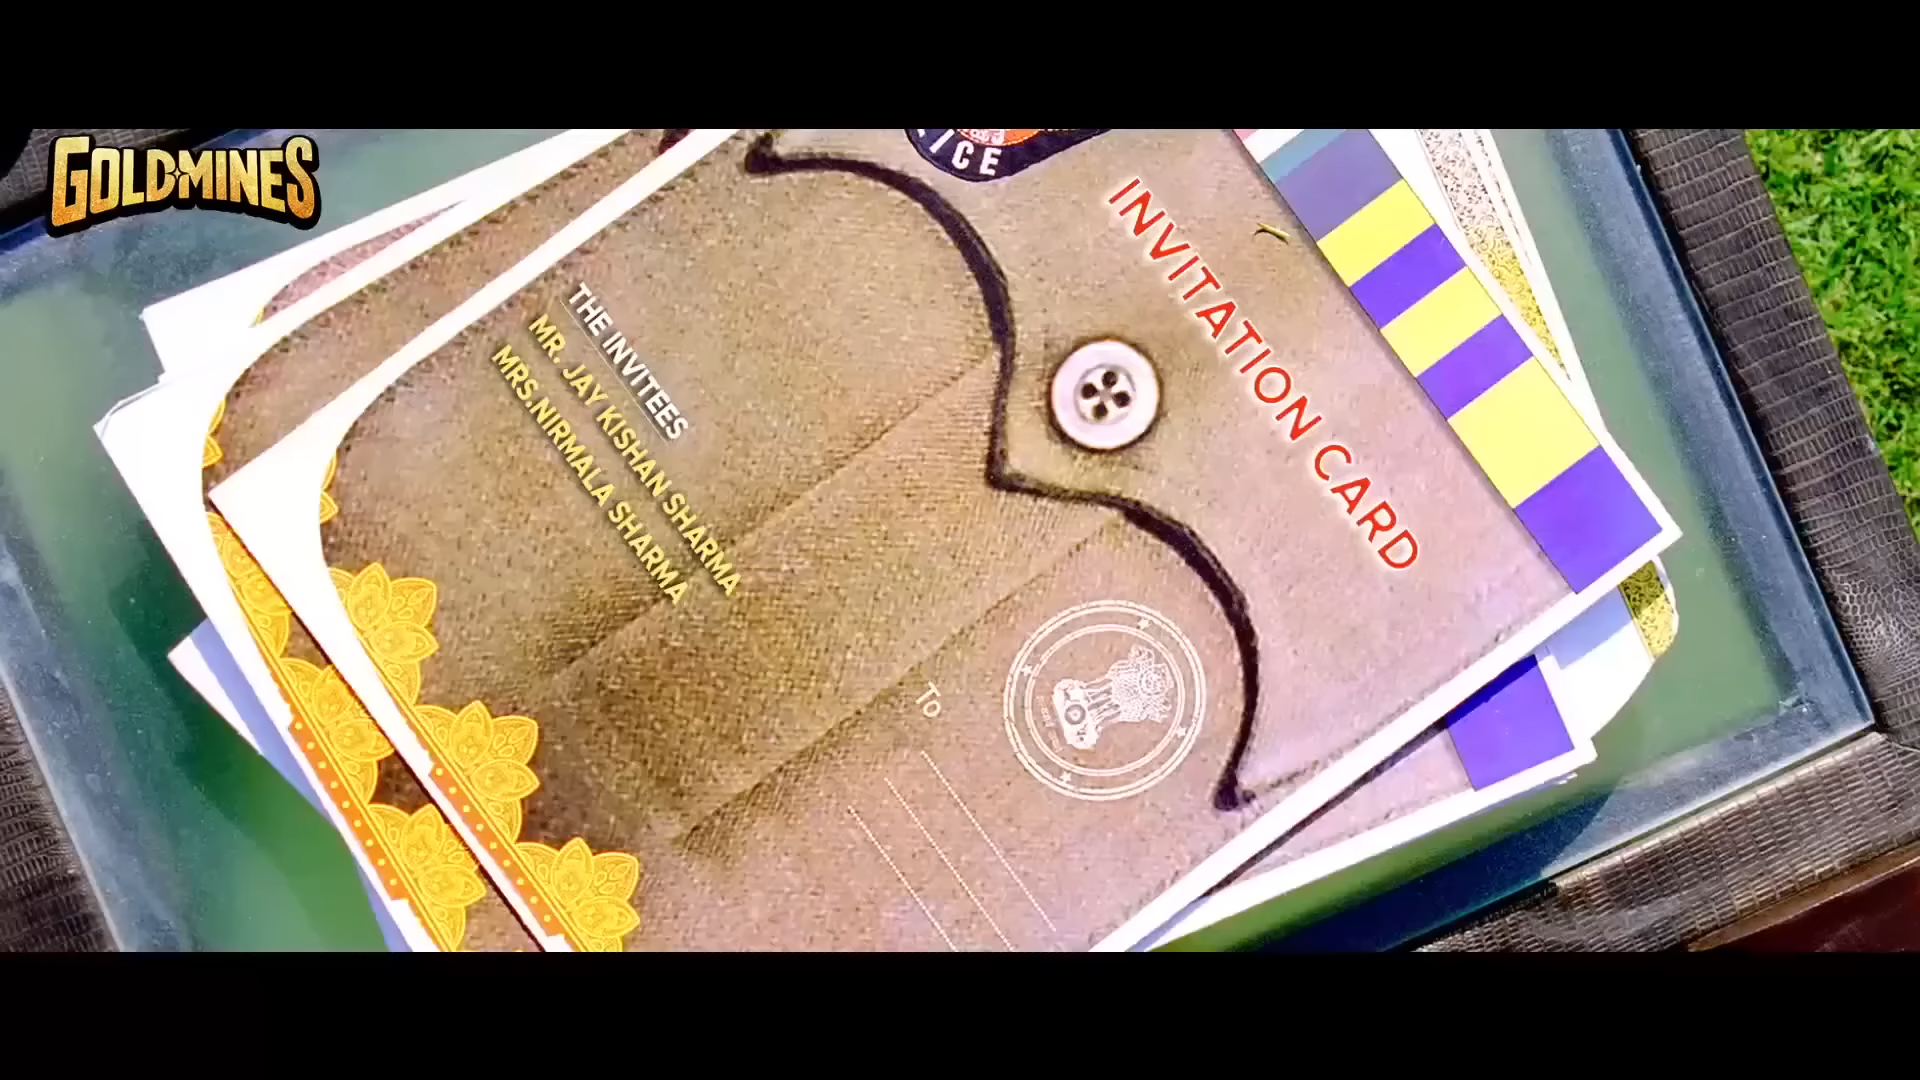 GOLDMINES
ICE
INVITATION CARD
THE INVITEES
MR. JAY KISHAN SHARMA
MRS.NIRMALA SHARMA
To